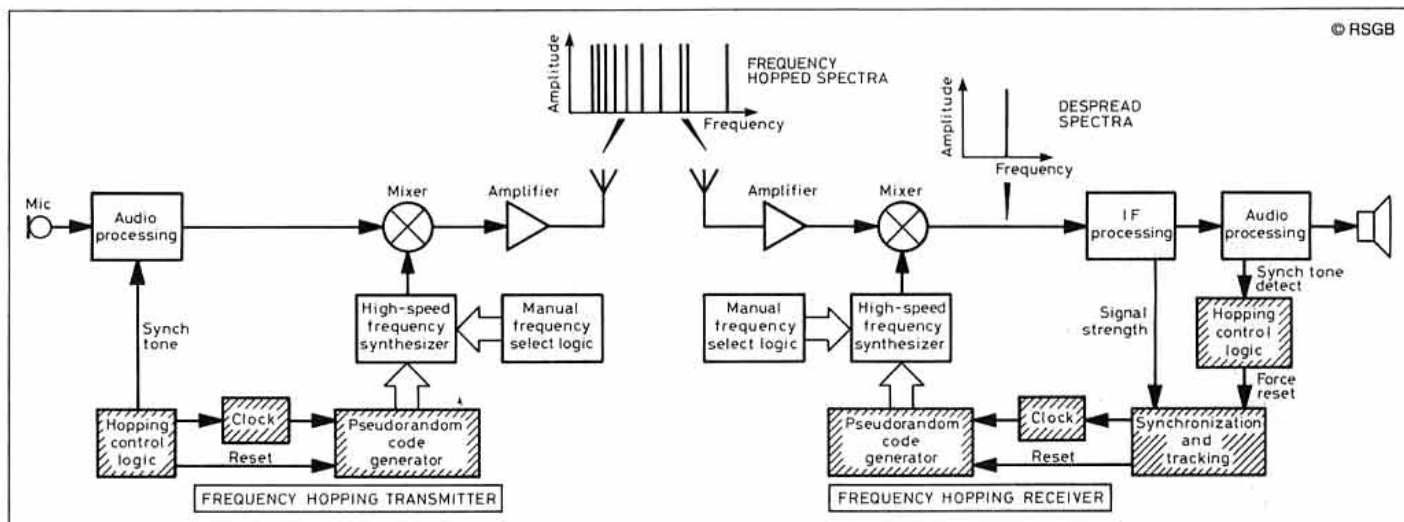 © RSGB
Amplitude
Frequency
FREQUENCY
HOPPED SPECTRA
Amplitude
Frequency
DESPREAD
SPECTRA
Mic
Audio
processing
Mixer
Amplifier
Amplifier
Mixer
IF
processing
Audio
processing
Synch
tone
High-speed
frequency
synthesizer
Manual
frequency
select logic
Manual
frequency
select logic
High-speed
frequency
synthesizer
Signal
strength
Synch tone
detect
Hopping
control
logic
Force
reset
Hopping
control
logic
Clock
Reset
Pseudorandom
code
generator
Pseudorandom
code
generator
Clock
Reset
Synchronization
and
tracking
FREQUENCY HOPPING TRANSMITTER
FREQUENCY HOPPING RECEIVER